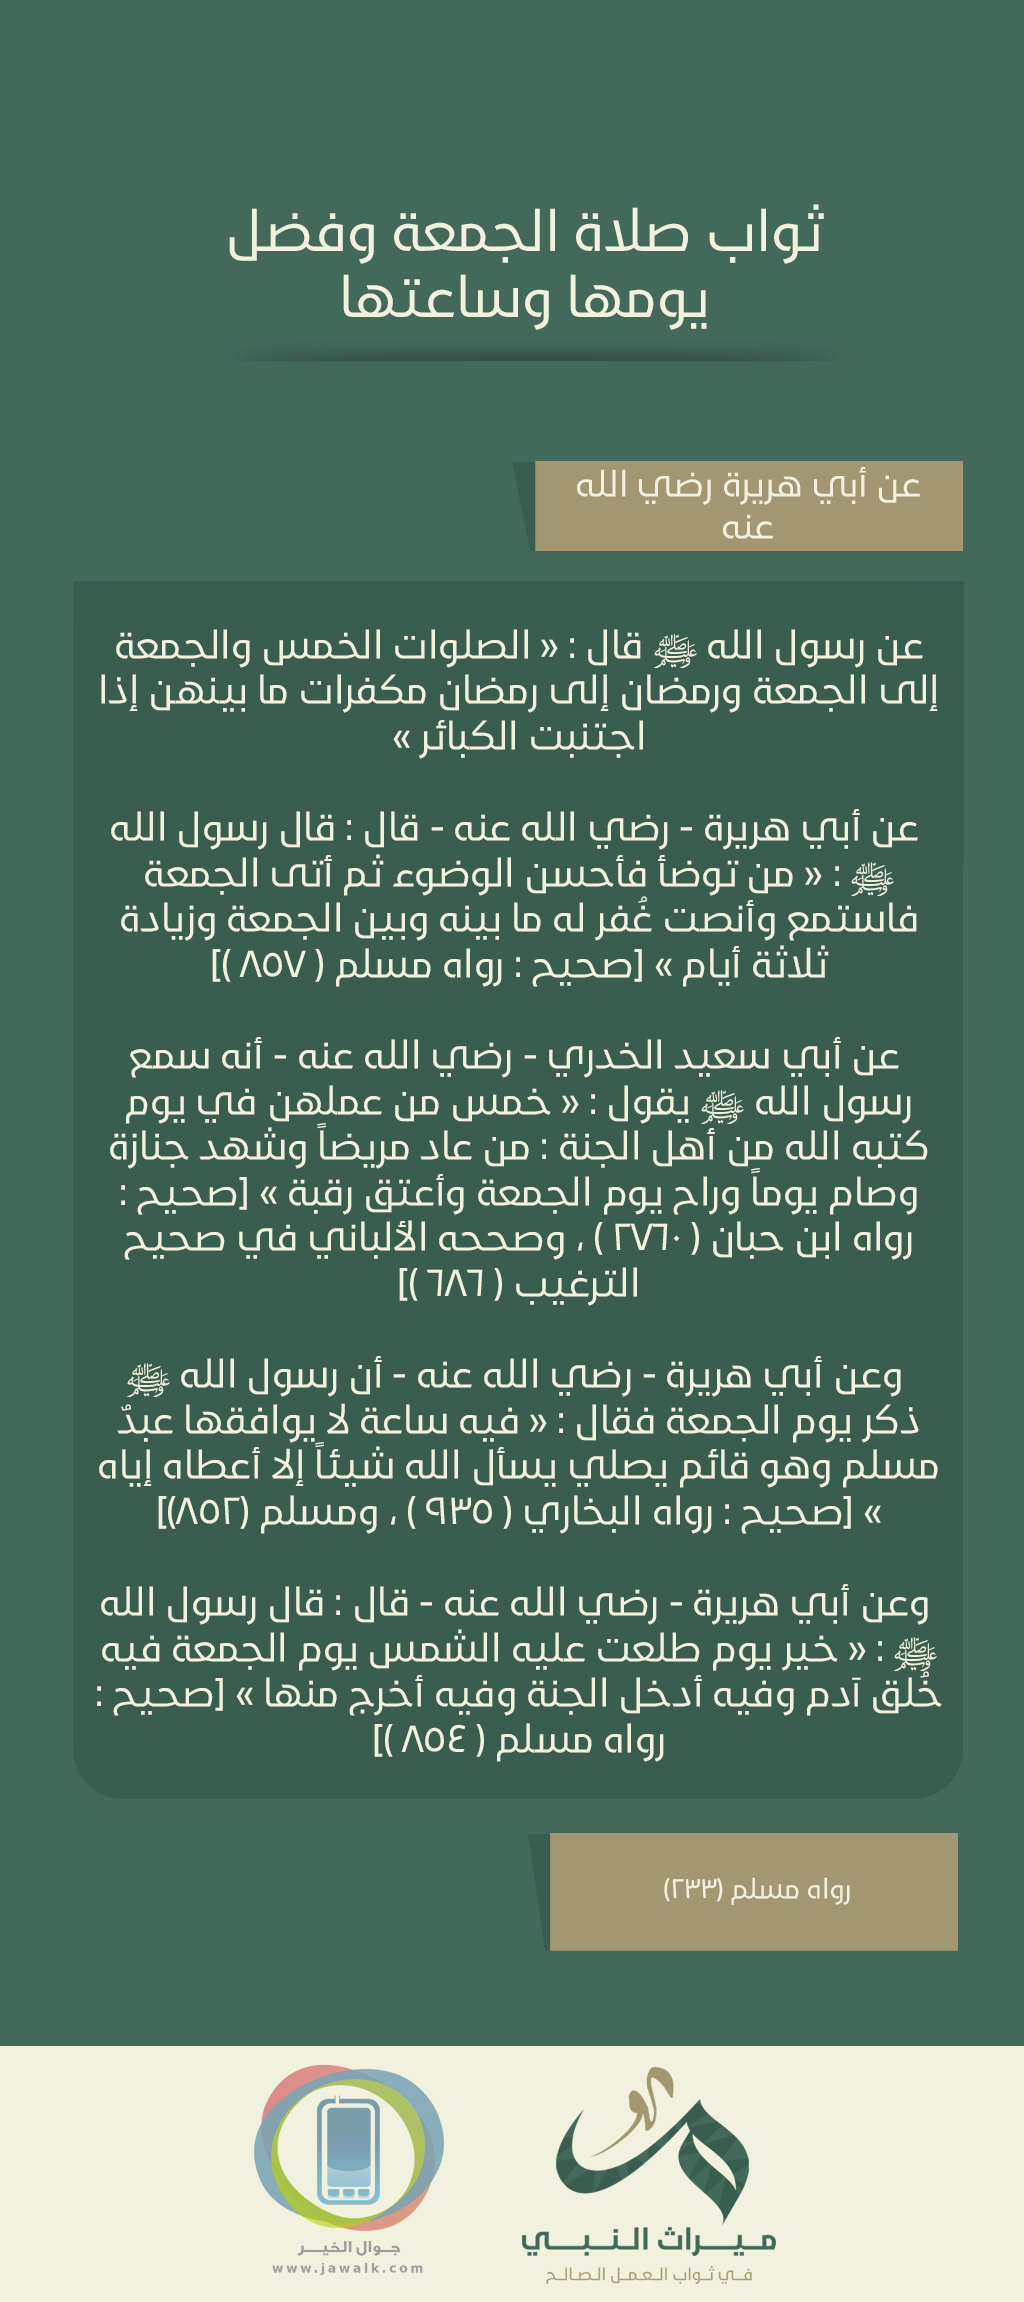 ثواب صلاة الجمعة وفضل
يومها وساعتها
عن أبي هريرة رضي الله
عنه
عن رسول الله ﷺ قال : « الصلوات الخمس والجمعة
إلى الجمعة ورمضان إلى رمضان مكفرات ما بينهن إذا
اجتنبت الكبائر »
عن أبي هريرة - رضي الله عنه - قال : قال رسول الله
ﷺ : « من توضأ فأحسن الوضوء ثم أتى الجمعة
فاستمع وأنصت غُفر له ما بينه وبين الجمعة وزيادة
ثلاثة أيام » [صحيح : رواه مسلم ( ٨٥٧ )]
عن أبي سعيد الخدري - رضي الله عنه - أنه سمع
رسول الله ﷺ يقول : « خمس من عملهن في يوم
كتبه الله من أهل الجنة : من عاد مريضاً وشهد جنازة
وصام يوماً وراح يوم الجمعة وأعتق رقبة » [صحيح :
رواه ابن حبان ( ٢٧٦٠ ) ، وصححه الألباني في صحيح
الترغيب ( ٦٨٦ )]
وعن أبي هريرة - رضي الله عنه - أن رسول الله ﷺ
ذكر يوم الجمعة فقال : « فيه ساعة لا يوافقها عبدٌ
مسلم وهو قائم يصلي يسأل الله شيئاً إلا أعطاه إياه
» [صحيح : رواه البخاري ( ٩٣٥ ) ، ومسلم (٨٥٢)]
وعن أبي هريرة - رضي الله عنه - قال : قال رسول الله
ﷺ : « خير يوم طلعت عليه الشمس يوم الجمعة فيه
خُلق آدم وفيه أدخل الجنة وفيه أخرج منها » [صحيح :
رواه مسلم ( ٨٥٤ )]
رواه مسلم (٢٣٣)
ميراث النبي
في ثواب العمل الصالح
جوال الخير
www.jawalk.com